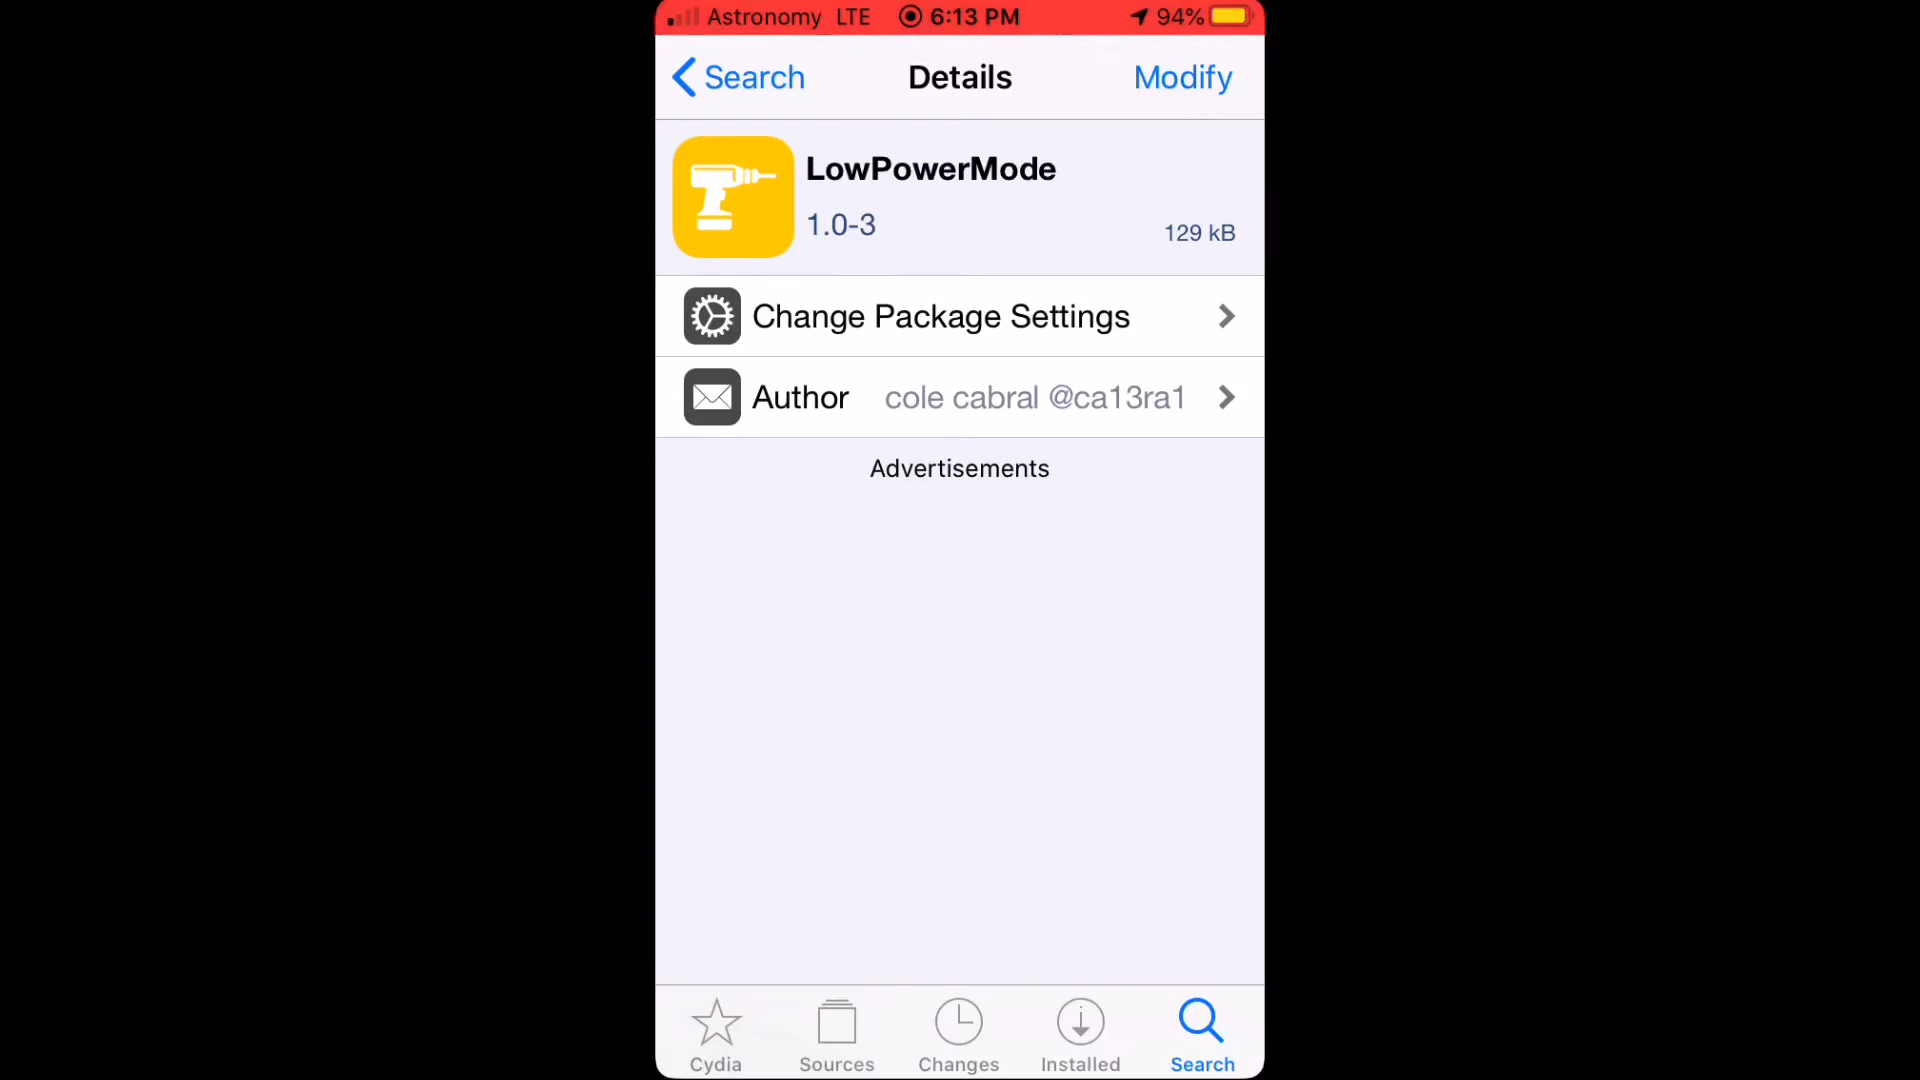 Astronomy LTE 6:13 PM 94%
Search Details Modify
LowPowerMode
1.0-3 129 kB
Change Package Settings
Author cole cabral @ca13ra1
Advertisements
Cydia Sources Changes Installed Search